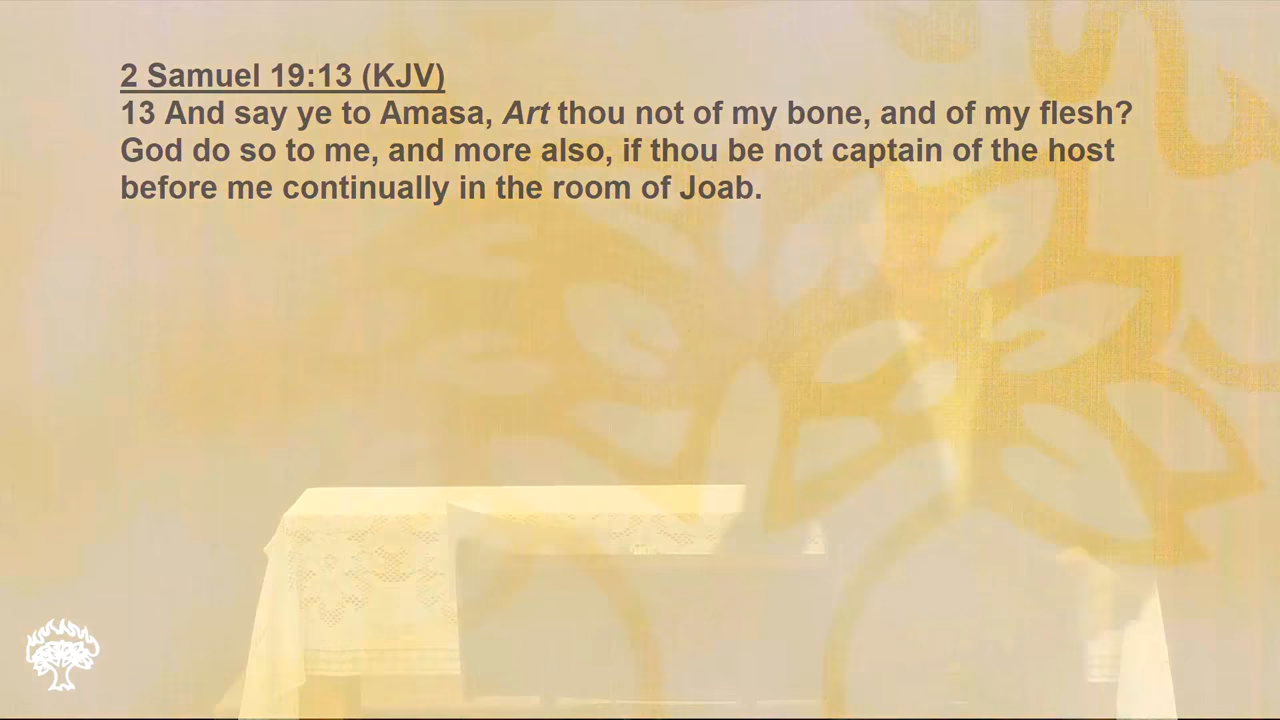 2 Samuel 19:13 (KJV)
13 And say ye to Amasa, Art thou not of my bone, and of my flesh?
God do so to me, and more also, if thou be not captain of the host
before me continually in the room of Joab.